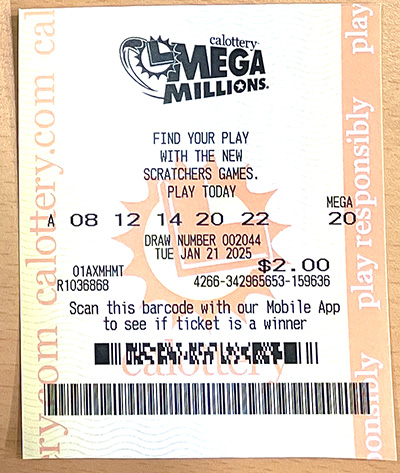 calottery
MEGA
MILLIONS
FIND YOUR PLAY
WITH THE NEW
SCRATCHERS GAMES.
PLAY TODAY
MEGA
A 08 12 14 20 22 20
DRAW NUMBER 002044
TUE JAN 21 2025
$2.00
01AXMHMT
R1036868 4266-342965653-159636
Scan this barcode with our Mobile App
to see if ticket is a winner
calottery
calottery.com
play responsibly
play